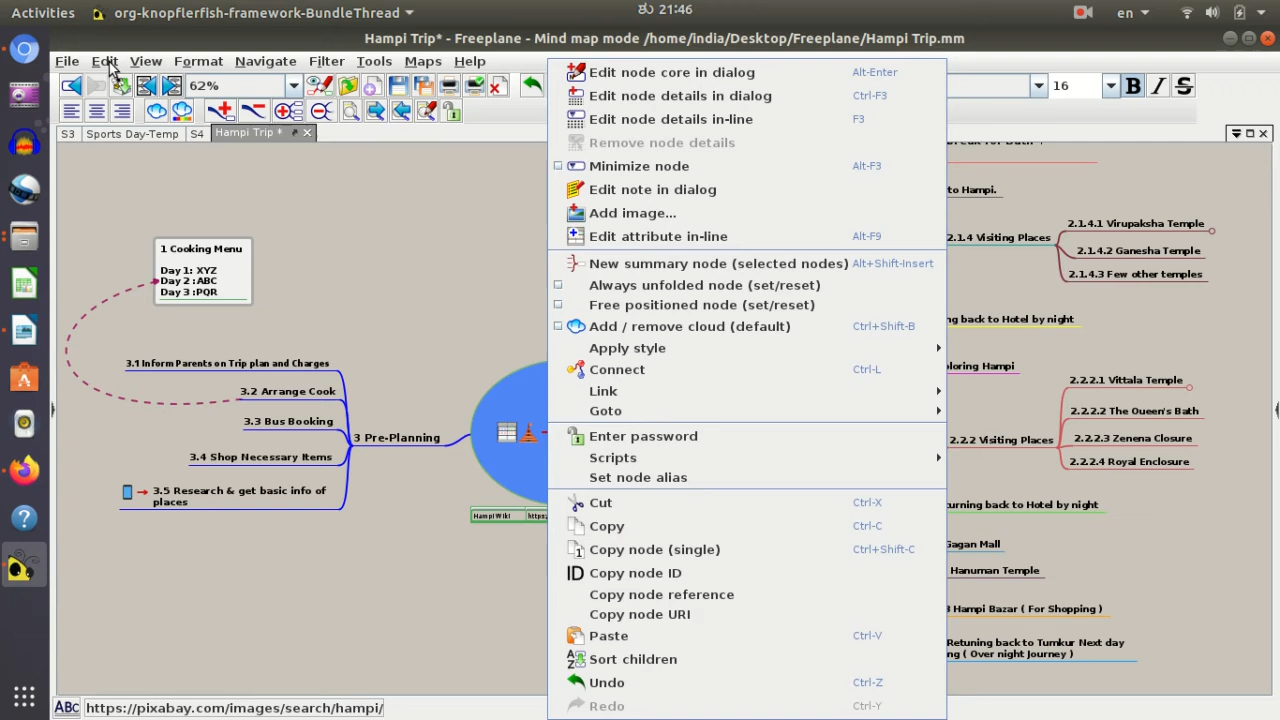 Activities
org-knopflerfish-framework-BundleThread
21:46
en
Hampi Trip* - Freeplane - Mind map mode /home/india/Desktop/Freeplane/Hampi Trip.mm
File Edit View Format Navigate Filter Tools Maps Help
62%
16
B I S
S3 Sports Day-Temp S4 Hampi Trip *
1 Cooking Menu
Day 1: XYZ
Day 2 :ABC
Day 3 :PQR
3.1 Inform Parents on Trip plan and Charges
3.2 Arrange Cook
3.3 Bus Booking
3 Pre-Planning
3.4 Shop Necessary Items
3.5 Research & get basic info of
places
Hampi Wiki
Edit node core in dialog Alt-Enter
Edit node details in dialog Ctrl-F3
Edit node details in-line F3
Remove node details
Minimize node Alt-F3
Edit note in dialog
Add image...
Edit attribute in-line Alt-F9
New summary node (selected nodes) Alt+Shift-Insert
Always unfolded node (set/reset)
Free positioned node (set/reset)
Add / remove cloud (default) Ctrl+Shift-B
Apply style
Connect Ctrl-L
Link
Goto
Enter password
Scripts
Set node alias
Cut Ctrl-X
Copy Ctrl-C
Copy node (single) Ctrl+Shift-C
Copy node ID
Copy node reference
Copy node URI
Paste Ctrl-V
Sort children
Undo Ctrl-Z
Redo Ctrl-Y
to Hampi.
2.1.4 Visiting Places
2.1.4.1 Virupaksha Temple
2.1.4.2 Ganesha Temple
2.1.4.3 Few other temples
ng back to Hotel by night
loring Hampi
2.2.2 Visiting Places
2.2.2.1 Vittala Temple
2.2.2.2 The Oueen's Bath
2.2.2.3 Zenena Closure
2.2.2.4 Royal Enclosure
urning back to Hotel by night
Gagan Mall
Hanuman Temple
3 Hampi Bazar ( For Shopping )
Retuning back to Tumkur Next day
ng ( Over night Journey )
ABC https://pixabay.com/images/search/hampi/